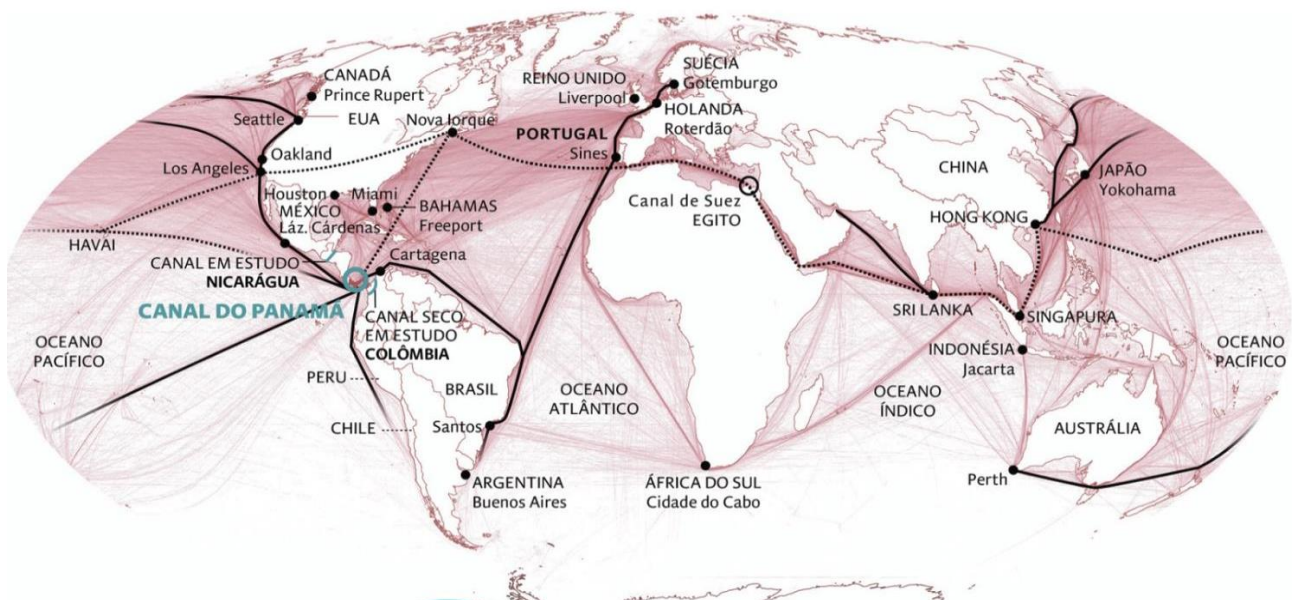 CANADÁ
Prince Rupert
Seattle
EUA
Oakland
Los Angeles
Nova Iorque
Houston
Miami
MÉXICO
Láz. Cárdenas
BAHAMAS
Freeport
HAVAI
CANAL EM ESTUDO
NICARÁGUA
CANAL DO PANAMÁ
Cartagena
CANAL SECO
EM ESTUDO
COLÔMBIA
OCEANO
PACÍFICO
PERU
CHILE
BRASIL
Santos
ARGENTINA
Buenos Aires
OCEANO
ATLÂNTICO
REINO UNIDO
Liverpool
SUÉCIA
Gotemburgo
HOLANDA
Roterdão
PORTUGAL
Sines
Canal de Suez
EGITO
ÁFRICA DO SUL
Cidade do Cabo
CHINA
JAPÃO
Yokohama
HONG KONG
SRI LANKA
SINGAPURA
INDONÉSIA
Jacarta
OCEANO
ÍNDICO
AUSTRÁLIA
Perth
OCEANO
PACÍFICO